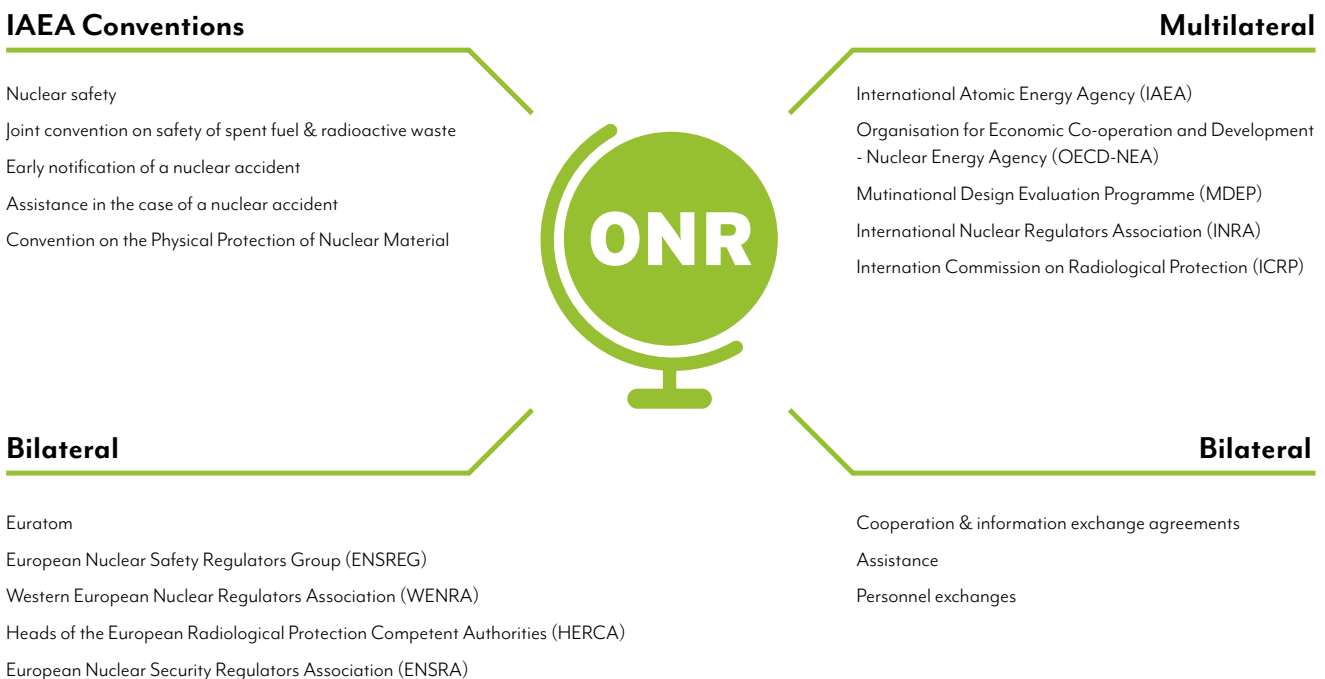 IAEA Conventions
Nuclear safety
Joint convention on safety of spent fuel & radioactive waste
Early notification of a nuclear accident
Assistance in the case of a nuclear accident
Convention on the Physical Protection of Nuclear Material
Multilateral
International Atomic Energy Agency (IAEA)
Organisation for Economic Co-operation and Development
- Nuclear Energy Agency (OECD-NEA)
Mutinational Design Evaluation Programme (MDEP)
International Nuclear Regulators Association (INRA)
Internation Commission on Radiological Protection (ICRP)
ONR
Bilateral
Euratom
European Nuclear Safety Regulators Group (ENSREG)
Western European Nuclear Regulators Association (WENRA)
Heads of the European Radiological Protection Competent Authorities (HERCA)
European Nuclear Security Regulators Association (ENSRA)
Bilateral
Cooperation & information exchange agreements
Assistance
Personnel exchanges